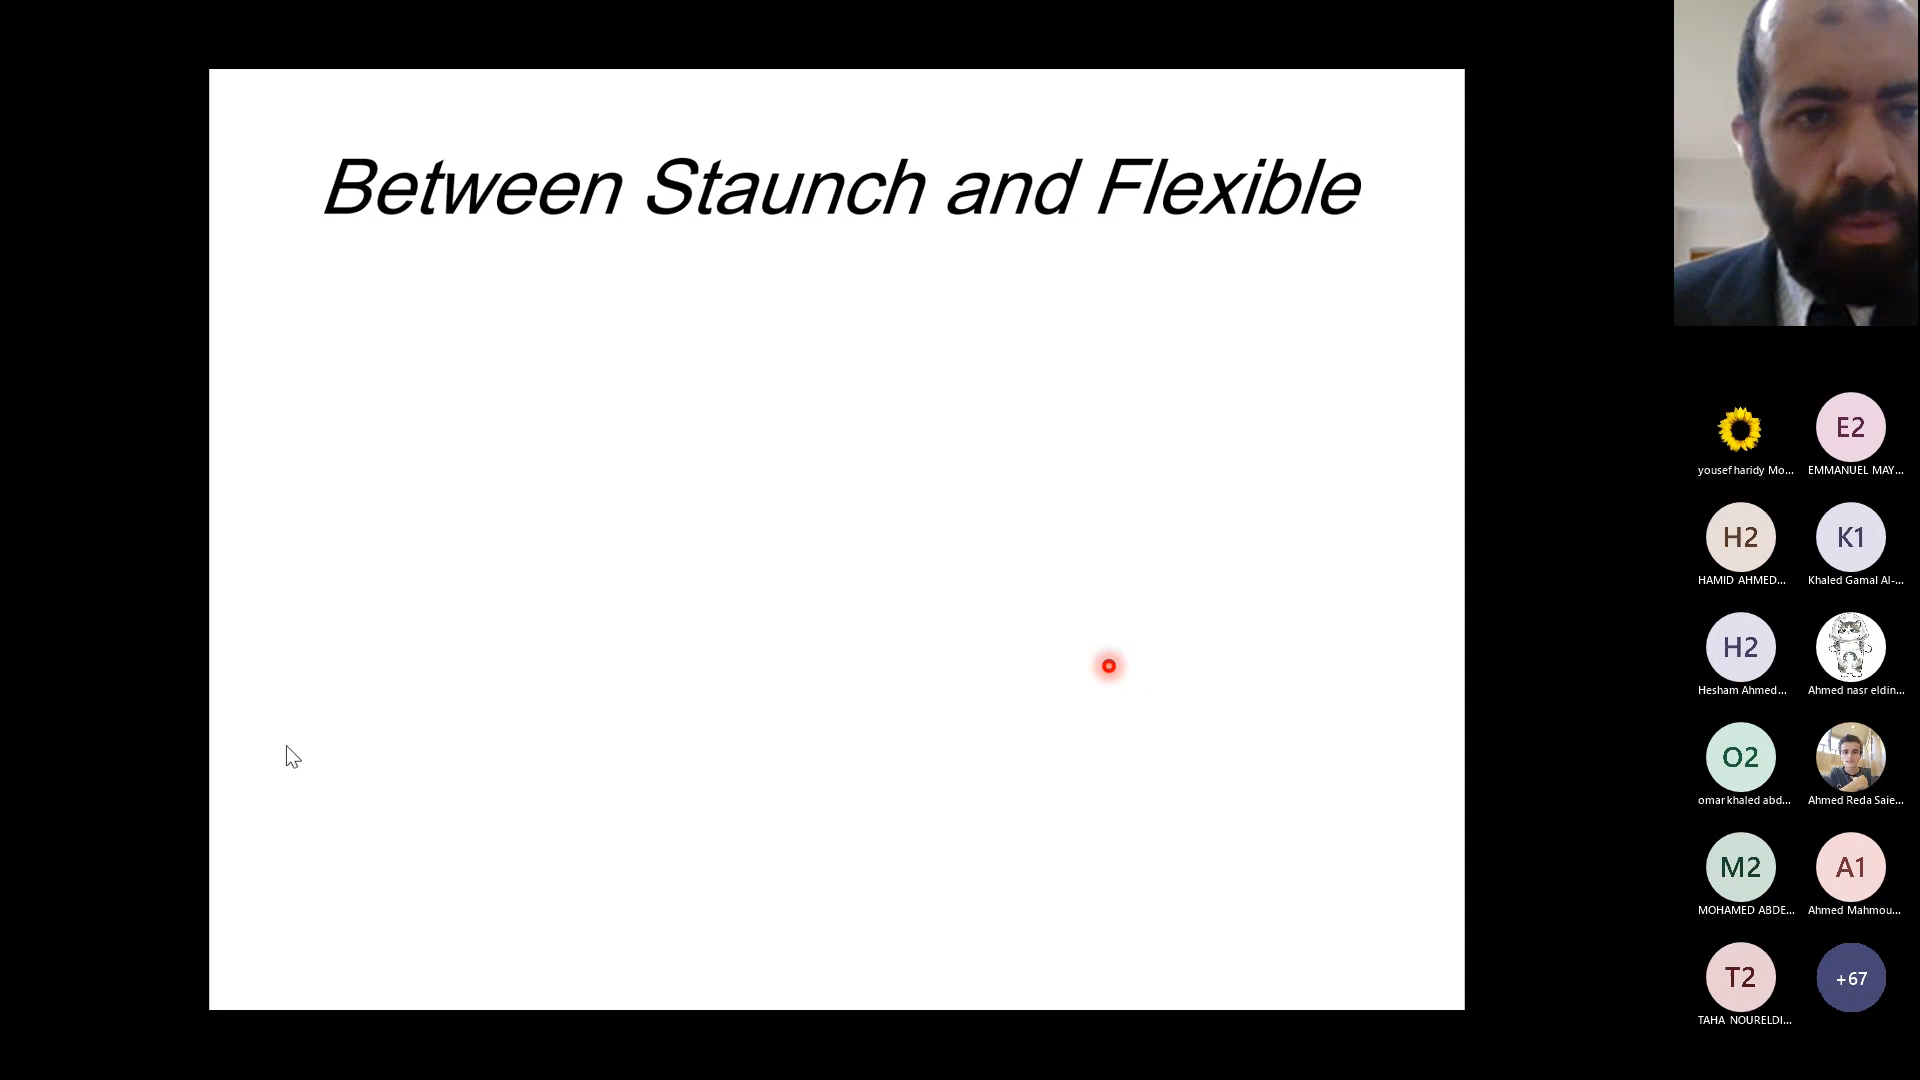 Between Staunch and Flexible
yousef haridy Mo...
E2
EMMANUEL MAY...
H2
HAMID AHMED...
K1
Khaled Gamal Al-...
H2
Hesham Ahmed...
Ahmed nasr eldin...
O2
omar khaled abd...
Ahmed Reda Saie...
M2
MOHAMED ABDE...
A1
Ahmed Mahmou...
T2
TAHA NOURELDI...
+67